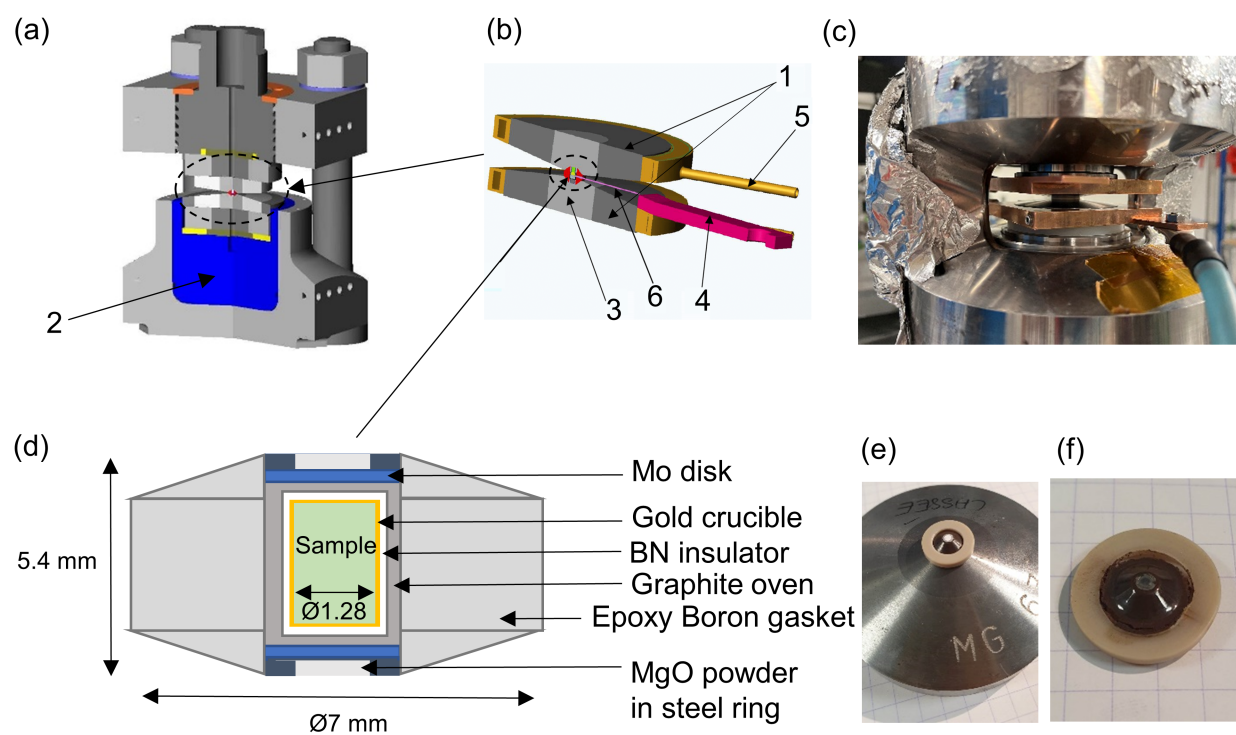 (a)
(b)
(c)
1
5
2
3
6
4
(d)
(e)
(f)
Mo disk
Gold crucible
Sample
BN insulator
5.4 mm
Graphite oven
Ø1.28
Epoxy Boron gasket
MgO powder
in steel ring
Ø7 mm
CASSEE
MG